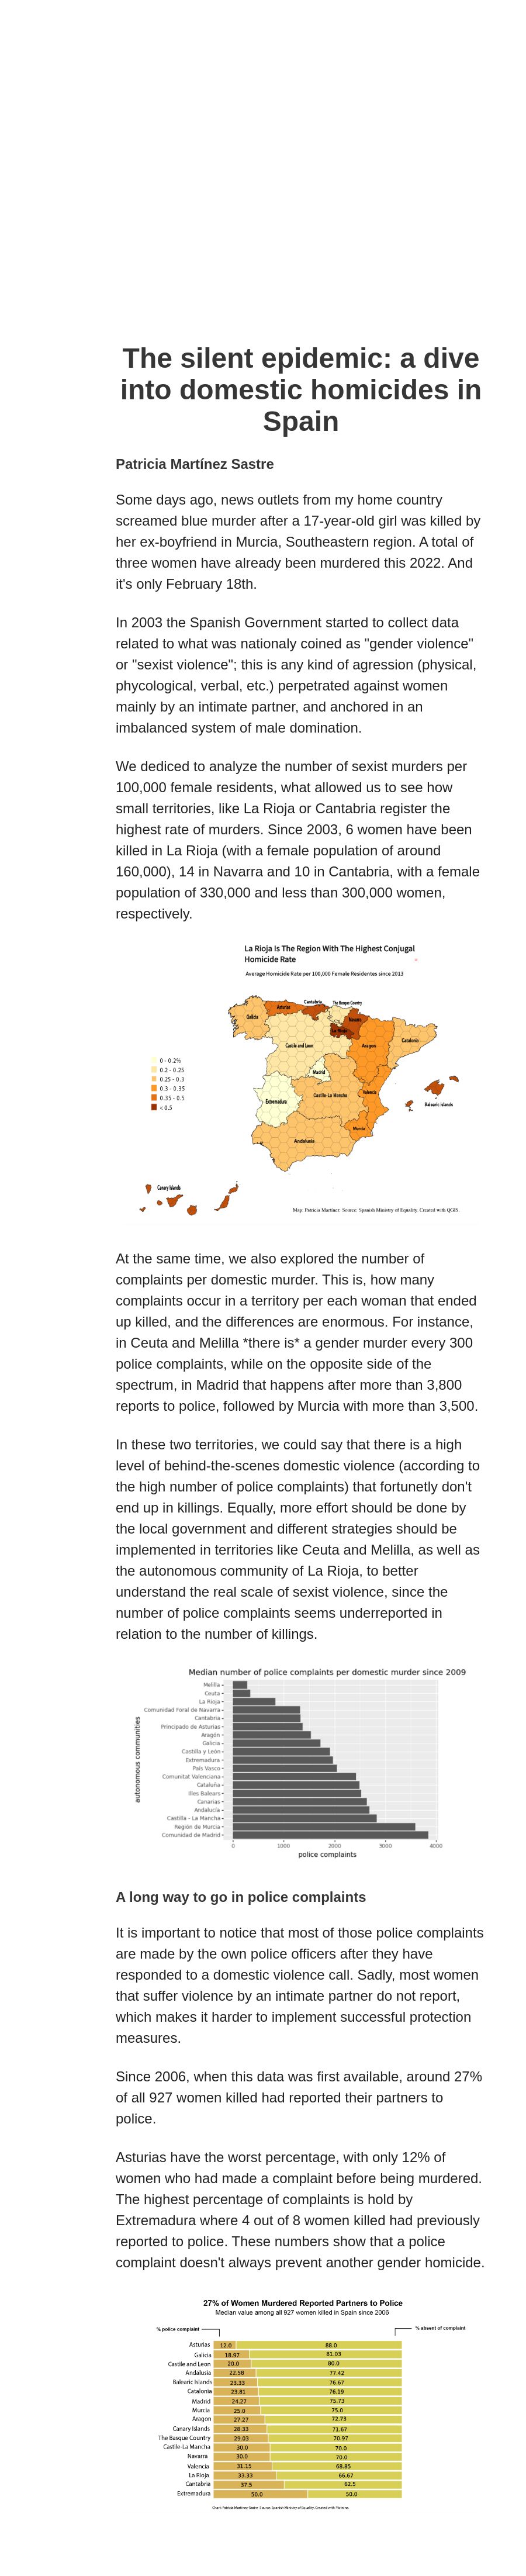 The silent epidemic: a dive
into domestic homicides in
Spain
Patricia Martínez Sastre
Some days ago, news outlets from my home country
screamed blue murder after a 17-year-old girl was killed by
her ex-boyfriend in Murcia, Southeastern region. A total of
three women have already been murdered this 2022. And
it's only February 18th.
In 2003 the Spanish Government started to collect data
related to what was nationaly coined as "gender violence"
or "sexist violence"; this is any kind of agression (physical,
phycological, verbal, etc.) perpetrated against women
mainly by an intimate partner, and anchored in an
imbalanced system of male domination.
We dediced to analyze the number of sexist murders per
100,000 female residents, what allowed us to see how
small territories, like La Rioja or Cantabria register the
highest rate of murders. Since 2003, 6 women have been
killed in La Rioja (with a female population of around
160,000), 14 in Navarra and 10 in Cantabria, with a female
population of 330,000 and less than 300,000 women,
respectively.
La Rioja Is The Region With The Highest Conjugal
Homicide Rate
Average Homicide Rate per 100,000 Female Residentes since 2013
Galicia
Asturias
Cantabria
The Basque Country
Navarra
La Rioja
Castile and Leon
Aragon
Catalonia
Madrid
Extremadura
Castile-La Mancha
Valencia
Balearic Islands
Murcia
Andalusia
Canary Islands
0 - 0.2%
0.2 - 0.25
0.25 - 0.3
0.3 - 0.35
0.35 - 0.5
< 0.5
Map: Patricia Martínez. Source: Spanish Ministry of Equality. Created with QGIS
At the same time, we also explored the number of
complaints per domestic murder. This is, how many
complaints occur in a territory per each woman that ended
up killed, and the differences are enormous. For instance,
in Ceuta and Melilla *there is* a gender murder every 300
police complaints, while on the opposite side of the
spectrum, in Madrid that happens after more than 3,800
reports to police, followed by Murcia with more than 3,500.
In these two territories, we could say that there is a high
level of behind-the-scenes domestic violence (according to
the high number of police complaints) that fortunetly don't
end up in killings. Equally, more effort should be done by
the local government and different strategies should be
implemented in territories like Ceuta and Melilla, as well as
the autonomous community of La Rioja, to better
understand the real scale of sexist violence, since the
number of police complaints seems underreported in
relation to the number of killings.
Median number of police complaints per domestic murder since 2009
autonomous communities
Melilla
Ceuta
La Rioja
Comunidad Foral de Navarra
Cantabria
Principado de Asturias
Aragón
Galicia
Castilla y León
Extremadura
País Vasco
Comunitat Valenciana
Cataluña
Illes Balears
Canarias
Andalucía
Castilla - La Mancha
Región de Murcia
Comunidad de Madrid
0 1000 2000 3000 4000
police complaints
A long way to go in police complaints
It is important to notice that most of those police complaints
are made by the own police officers after they have
responded to a domestic violence call. Sadly, most women
that suffer violence by an intimate partner do not report,
which makes it harder to implement successful protection
measures.
Since 2006, when this data was first available, around 27%
of all 927 women killed had reported their partners to
police.
Asturias have the worst percentage, with only 12% of
women who had made a complaint before being murdered.
The highest percentage of complaints is hold by
Extremadura where 4 out of 8 women killed had previously
reported to police. These numbers show that a police
complaint doesn't always prevent another gender homicide.
27% of Women Murdered Reported Partners to Police
Median value among all 927 women killed in Spain since 2006
% police complaint % absent of complaint
Asturias 12.0 88.0
Galicia 18.97 81.03
Castile and Leon 20.0 80.0
Andalusia 22.58 77.42
Balearic Islands 23.33 76.67
Catalonia 23.81 76.19
Madrid 24.27 75.73
Murcia 25.0 75.0
Aragon 27.27 72.73
Canary Islands 28.33 71.67
The Basque Country 29.03 70.97
Castile-La Mancha 30.0 70.0
Navarra 30.0 70.0
Valencia 31.15 68.85
La Rioja 33.33 66.67
Cantabria 37.5 62.5
Extremadura 50.0 50.0